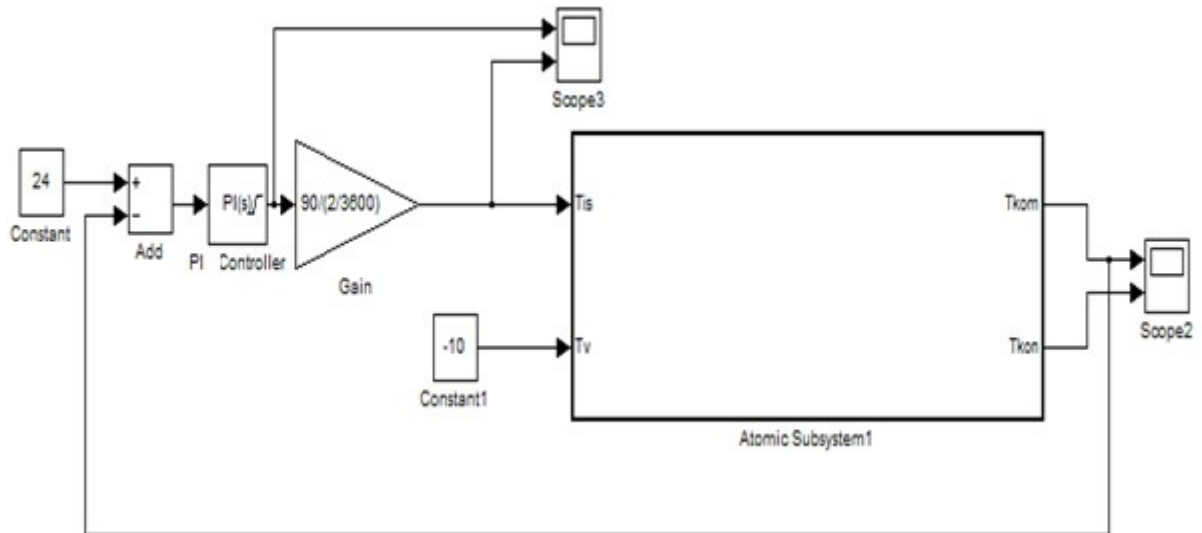 Scope3
24
Constant
+
−
Add
PI(s)
PI Controller
90/(2/3600)
Gain
-10
Constant1
Tis
Tv
Tkom
Tkon
Atomic Subsystem1
Scope2